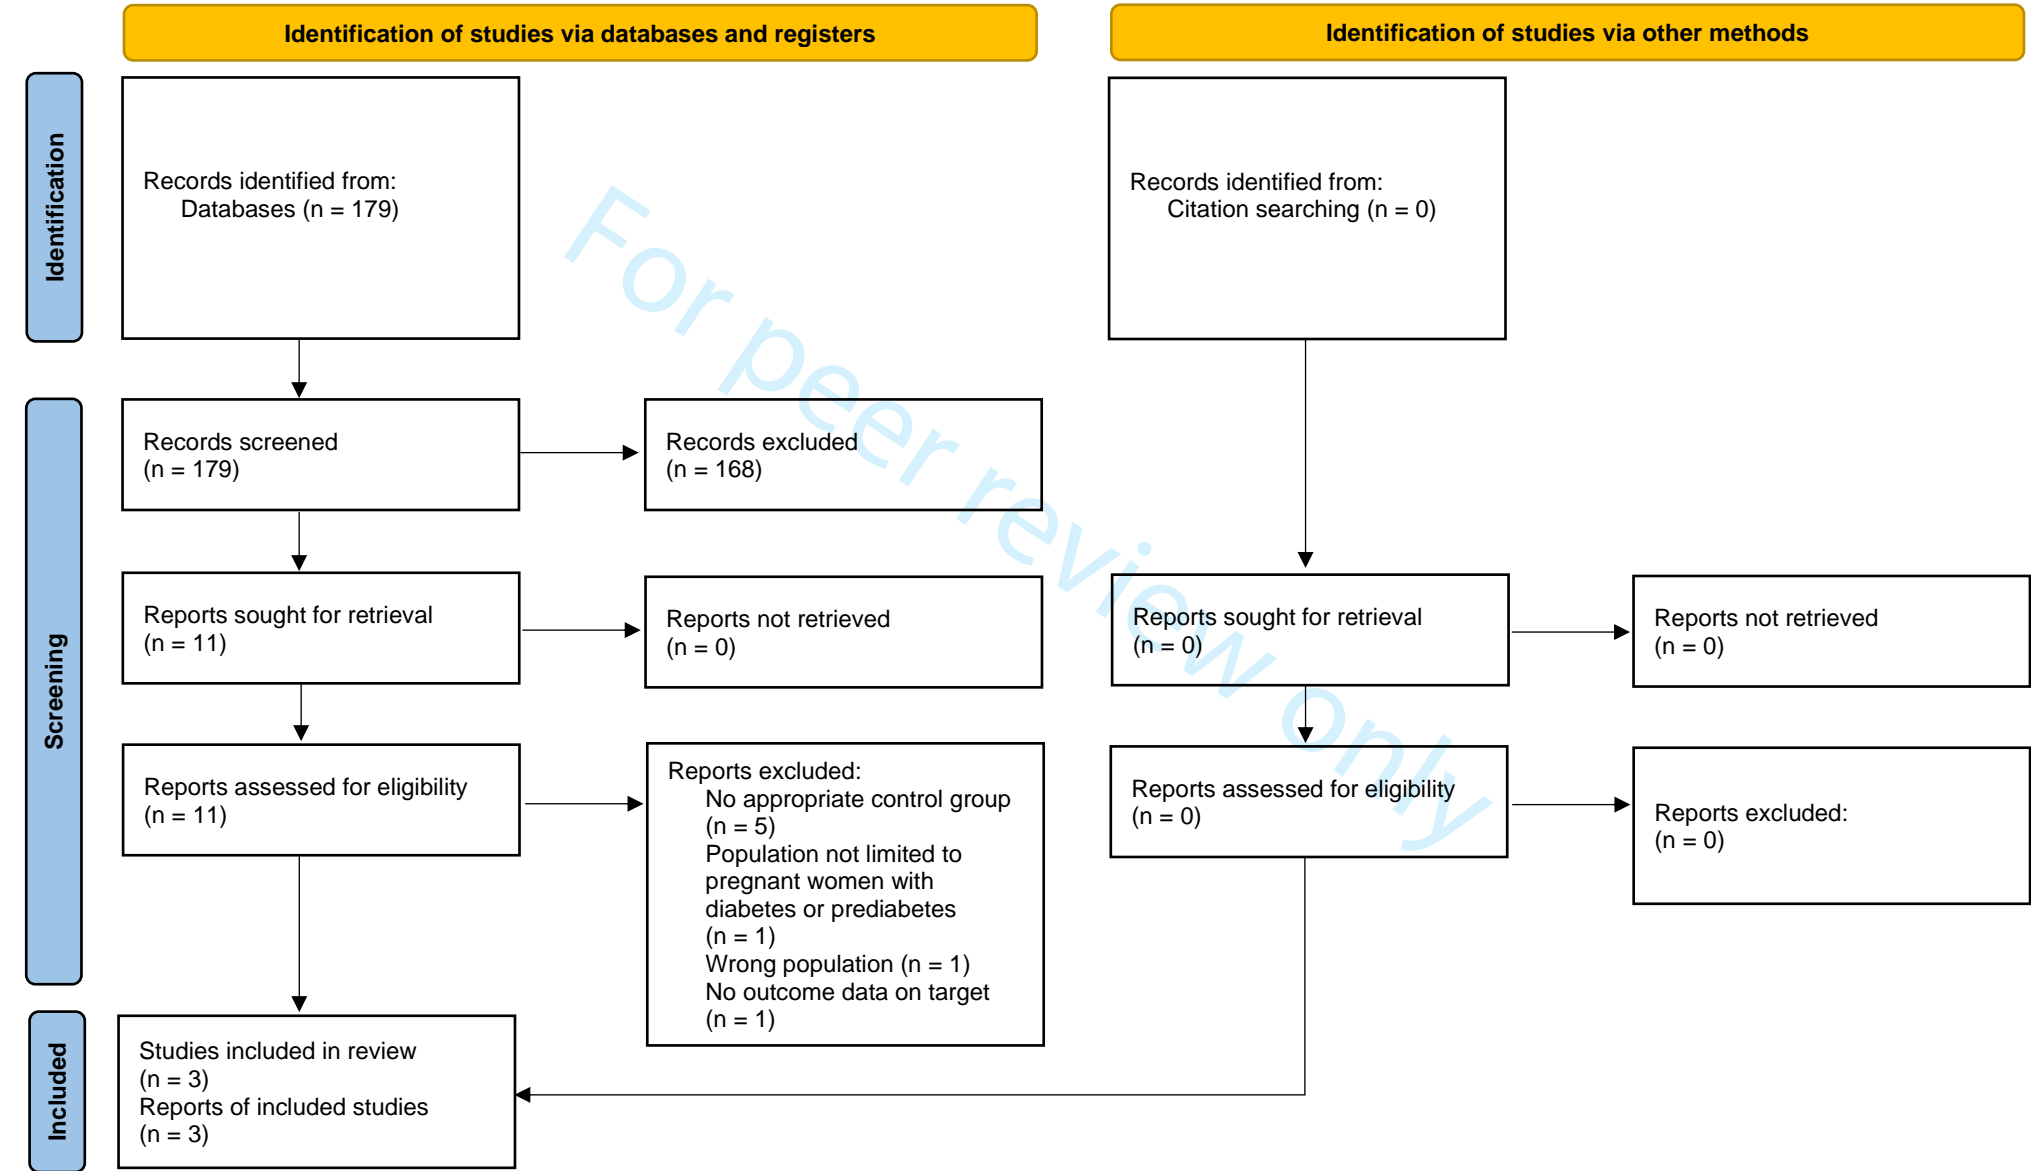 Identification of studies via databases and registers
Identification of studies via other methods
Identification
Records identified from:
Databases (n = 179)
Records identified from:
Citation searching (n = 0)
Screening
Records screened
(n = 179)
Records excluded
(n = 168)
Reports sought for retrieval
(n = 11)
Reports not retrieved
(n = 0)
Reports sought for retrieval
(n = 0)
Reports not retrieved
(n = 0)
Reports assessed for eligibility
(n = 11)
Reports excluded:
No appropriate control group
(n = 5)
Population not limited to
pregnant women with
diabetes or prediabetes
(n = 1)
Wrong population (n = 1)
No outcome data on target
(n = 1)
Reports assessed for eligibility
(n = 0)
Reports excluded:
(n = 0)
Included
Studies included in review
(n = 3)
Reports of included studies
(n = 3)
For peer review only